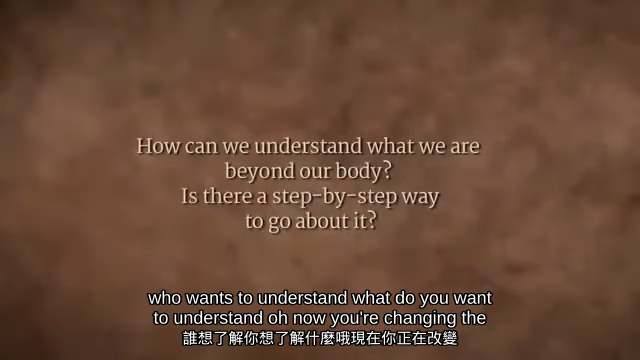 How can we understand what we are
beyond our body?
Is there a step-by-step way
to go about it?
who wants to understand what do you want
to understand oh now you're changing the
誰想了解你想了解什麼哦現在你正在改變